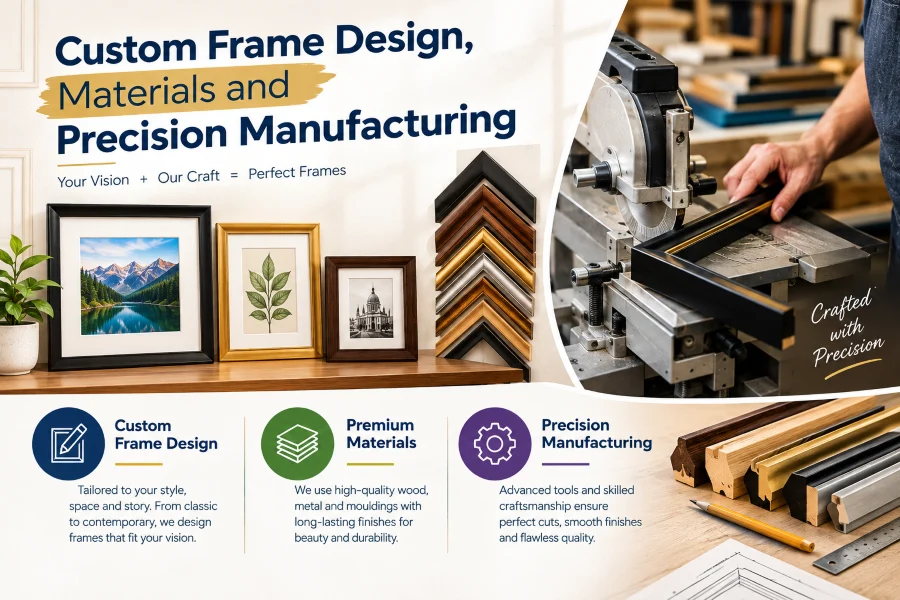 Custom Frame Design,
Materials and
Precision Manufacturing
Your Vision + Our Craft = Perfect Frames
Crafted
with
Precision
Custom
Frame Design
Tailored to your style,
space and story. From classic
to contemporary, we design
frames that fit your vision.
Premium
Materials
We use high-quality wood,
metal and mouldings with
long-lasting finishes for
beauty and durability.
Precision
Manufacturing
Advanced tools and skilled
craftsmanship ensure
perfect cuts, smooth finishes
and flawless quality.